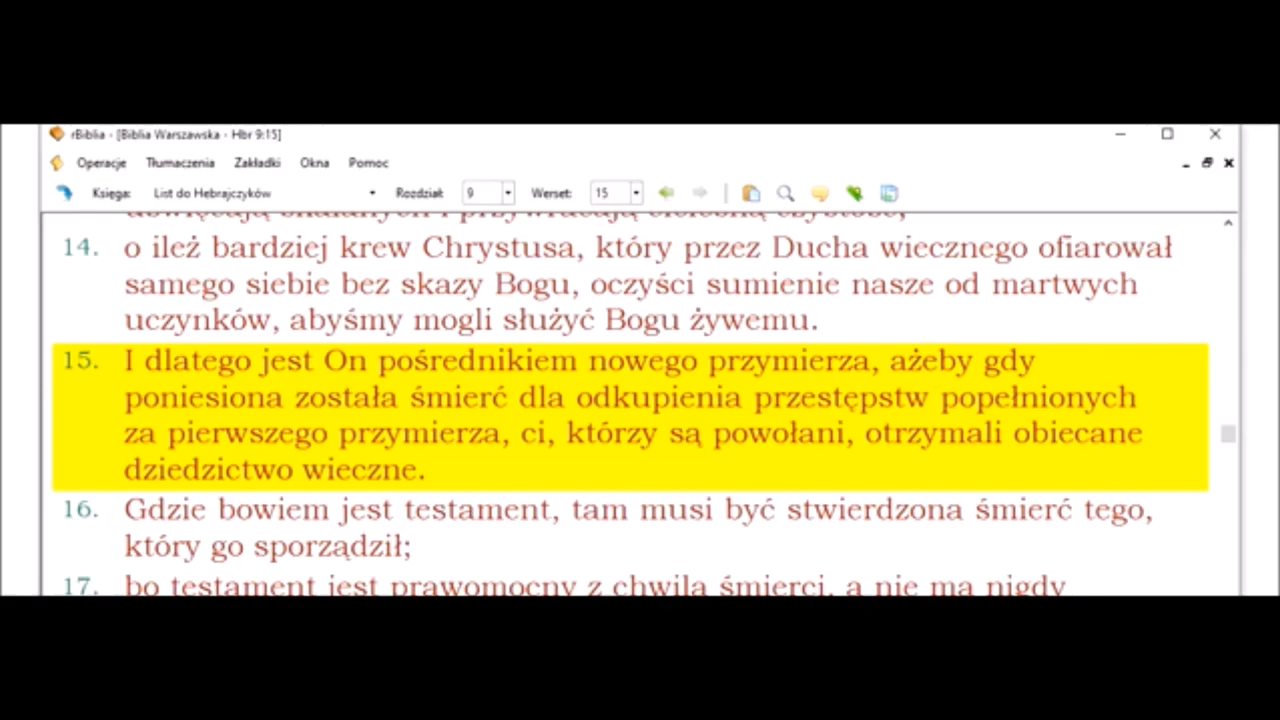 rBiblia - [Biblia Warszawska - Hbr 9:15]
Operacje Tłumaczenia Zakładki Okna Pomoc
Księga: List do Hebrajczyków Rozdział: 9 Werset: 15
14. o ileż bardziej krew Chrystusa, który przez Ducha wiecznego ofiarował
samego siebie bez skazy Bogu, oczyści sumienie nasze od martwych
uczynków, abyśmy mogli służyć Bogu żywemu.
15. I dlatego jest On pośrednikiem nowego przymierza, ażeby gdy
poniesiona została śmierć dla odkupienia przestępstw popełnionych
za pierwszego przymierza, ci, którzy są powołani, otrzymali obiecane
dziedzictwo wieczne.
16. Gdzie bowiem jest testament, tam musi być stwierdzona śmierć tego,
który go sporządził;
17. bo testament jest prawomocny z chwilą śmierci, a nie ma nigdy